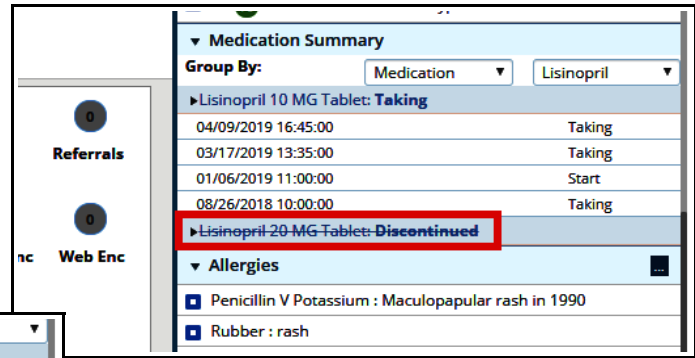 ▼ Medication Summary
Group By: Medication ▼ Lisinopril ▼
▸Lisinopril 10 MG Tablet: Taking
04/09/2019 16:45:00 Taking
03/17/2019 13:35:00 Taking
01/06/2019 11:00:00 Start
08/26/2018 10:00:00 Taking
▸Lisinopril 20 MG Tablet: Discontinued
▼ Allergies ...
Penicillin V Potassium : Maculopapular rash in 1990
Rubber : rash
0
Referrals
0
nc Web Enc
▼